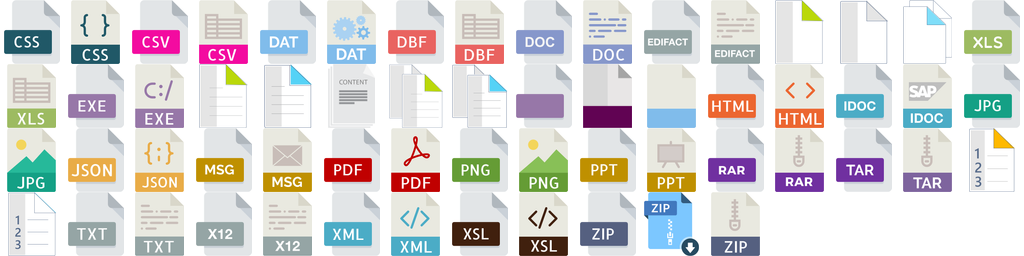 CSS { } CSS CSV CSV DAT DAT DBF DBF DOC DOC EDIFACT EDIFACT XLS
XLS EXE C:/ EXE CONTENT HTML < > HTML IDOC SAP IDOC JPG
JPG JSON {;} JSON MSG MSG PDF PDF PNG PNG PPT PPT RAR RAR TAR TAR 1
2
3
1
2
3
TXT TXT X12 X12 XML </> XML XSL </> XSL ZIP ZIP ZIP